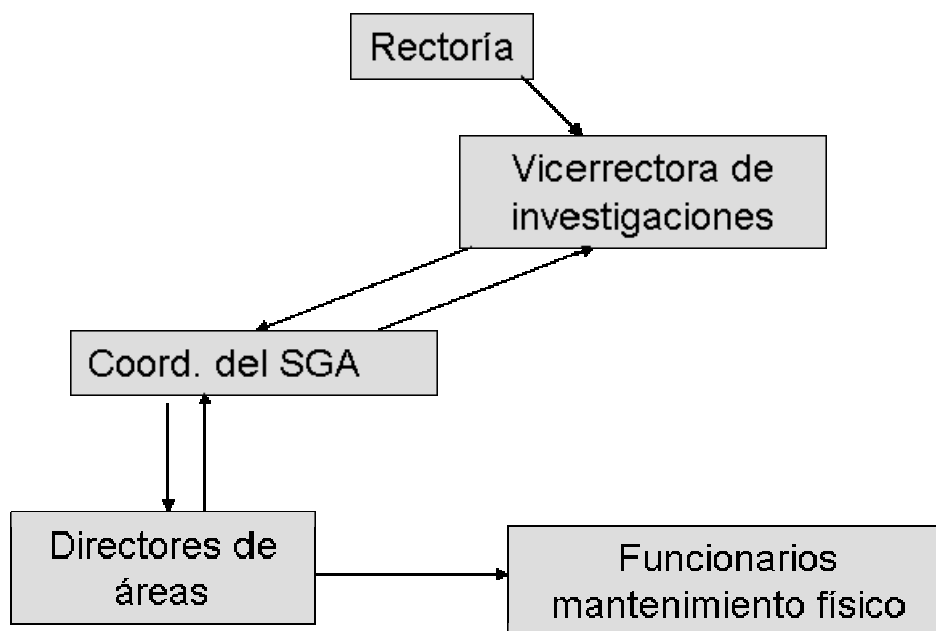 Rectoría
Vicerrectora de
investigaciones
Coord. del SGA
Directores de
áreas
Funcionarios
mantenimiento físico